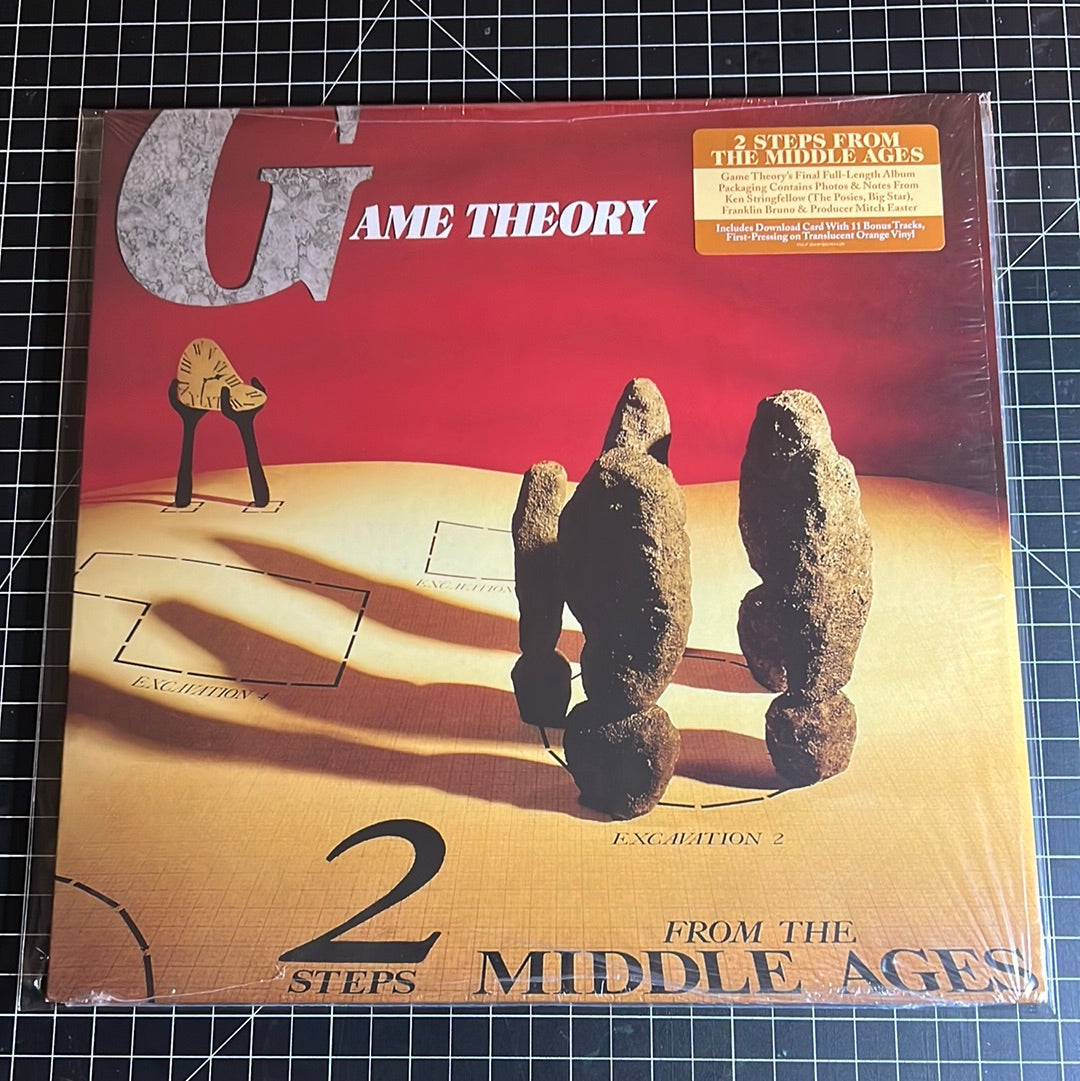 GAME THEORY
2 STEPS FROM
THE MIDDLE AGES
Game Theory's Final Full-Length Album
Packaging Contains Photos & Notes From
Ken Stringfellow (The Posies, Big Star),
Franklin Bruno & Producer Mitch Easter
Includes Download Card With 11 Bonus Tracks,
First-Pressing on Translucent Orange Vinyl
EXCAVATION
EXCAVATION 4
EXCAVATION 2
2
STEPS
FROM THE
MIDDLE AGES